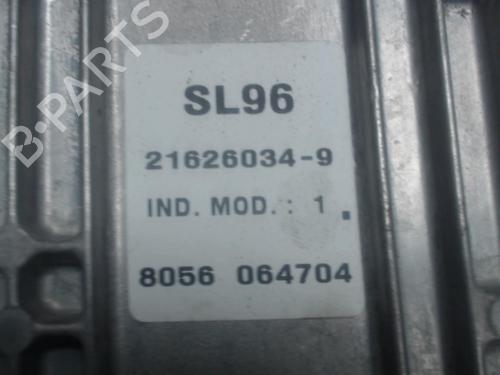 B-PARTS
SL96
21626034-9
IND. MOD. : 1.
8056 064704